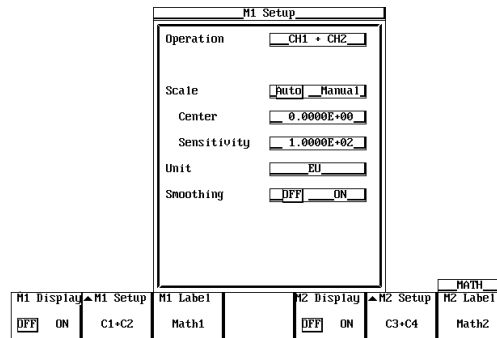 M1 Setup
Operation CH1 + CH2
Scale Auto Manual
Center 0.0000E+00
Sensitivity 1.0000E+02
Unit EU
Smoothing OFF ON
MATH
M1 Display ▲M1 Setup M1 Label M2 Display ▲M2 Setup M2 Label
OFF ON C1+C2 Math1 OFF ON C3+C4 Math2